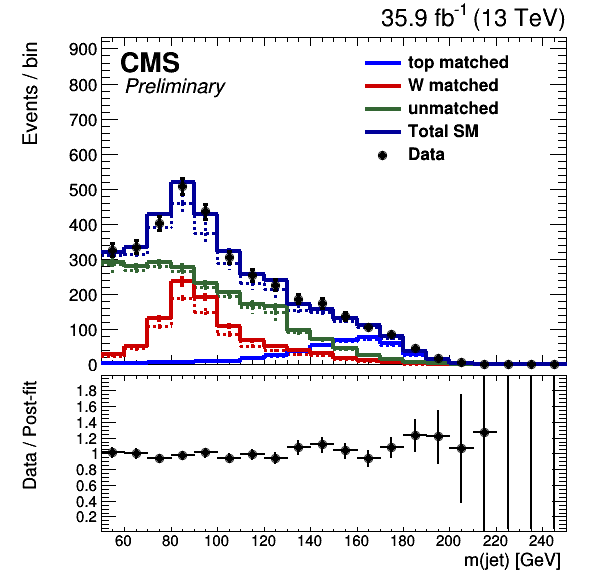 35.9 fb⁻¹ (13 TeV)
Events / bin
900
800
700
600
500
400
300
200
100
0
CMS
Preliminary
top matched
W matched
unmatched
Total SM
Data
Data / Post-fit
1.8
1.6
1.4
1.2
1
0.8
0.6
0.4
0.2
60 80 100 120 140 160 180 200 220 240
m(jet) [GeV]